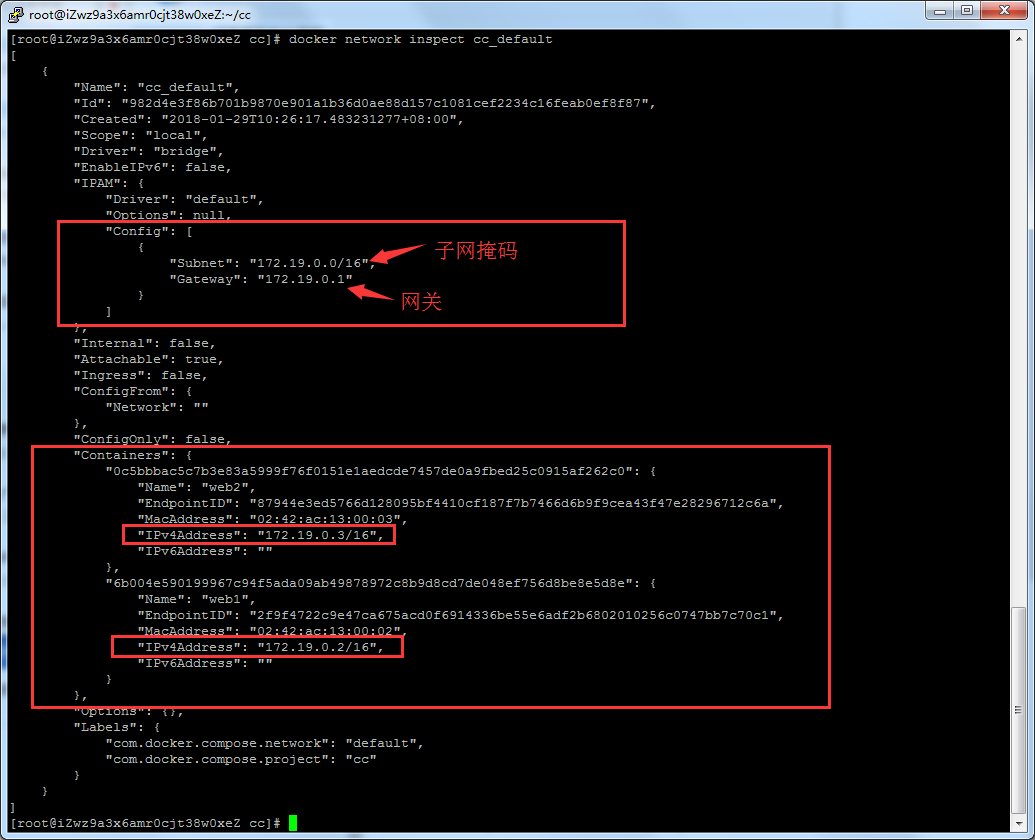 root@iZwz9a3x6amr0cjt38w0xeZ:~/cc
[root@iZwz9a3x6amr0cjt38w0xeZ cc]# docker network inspect cc_default
[
    {
        "Name": "cc_default",
        "Id": "982d4e3f86b701b9870e901a1b36d0ae88d157c1081cef2234c16feab0ef8f87",
        "Created": "2018-01-29T10:26:17.483231277+08:00",
        "Scope": "local",
        "Driver": "bridge",
        "EnableIPv6": false,
        "IPAM": {
            "Driver": "default",
            "Options": null,
            "Config": [
                {
                    "Subnet": "172.19.0.0/16", 子网掩码
                    "Gateway": "172.19.0.1"
                }
网关
            ]
        },
        "Internal": false,
        "Attachable": true,
        "Ingress": false,
        "ConfigFrom": {
            "Network": ""
        },
        "ConfigOnly": false,
        "Containers": {
            "0c5bbbac5c7b3e83a5999f76f0151e1aedcde7457de0a9fbed25c0915af262c0": {
                "Name": "web2",
                "EndpointID": "87944e3ed5766d128095bf4410cf187f7b7466d6b9f9cea43f47e28296712c6a",
                "MacAddress": "02:42:ac:13:00:03",
                "IPv4Address": "172.19.0.3/16",
                "IPv6Address": ""
            },
            "6b004e590199967c94f5ada09ab49878972c8b9d8cd7de048ef756d8be8e5d8e": {
                "Name": "web1",
                "EndpointID": "2f9f4722c9e47ca675acd0f6914336be55e6adf2b6802010256c0747bb7c70c1",
                "MacAddress": "02:42:ac:13:00:02",
                "IPv4Address": "172.19.0.2/16",
                "IPv6Address": ""
            }
        },
        "Options": {},
        "Labels": {
            "com.docker.compose.network": "default",
            "com.docker.compose.project": "cc"
        }
    }
]
[root@iZwz9a3x6amr0cjt38w0xeZ cc]#